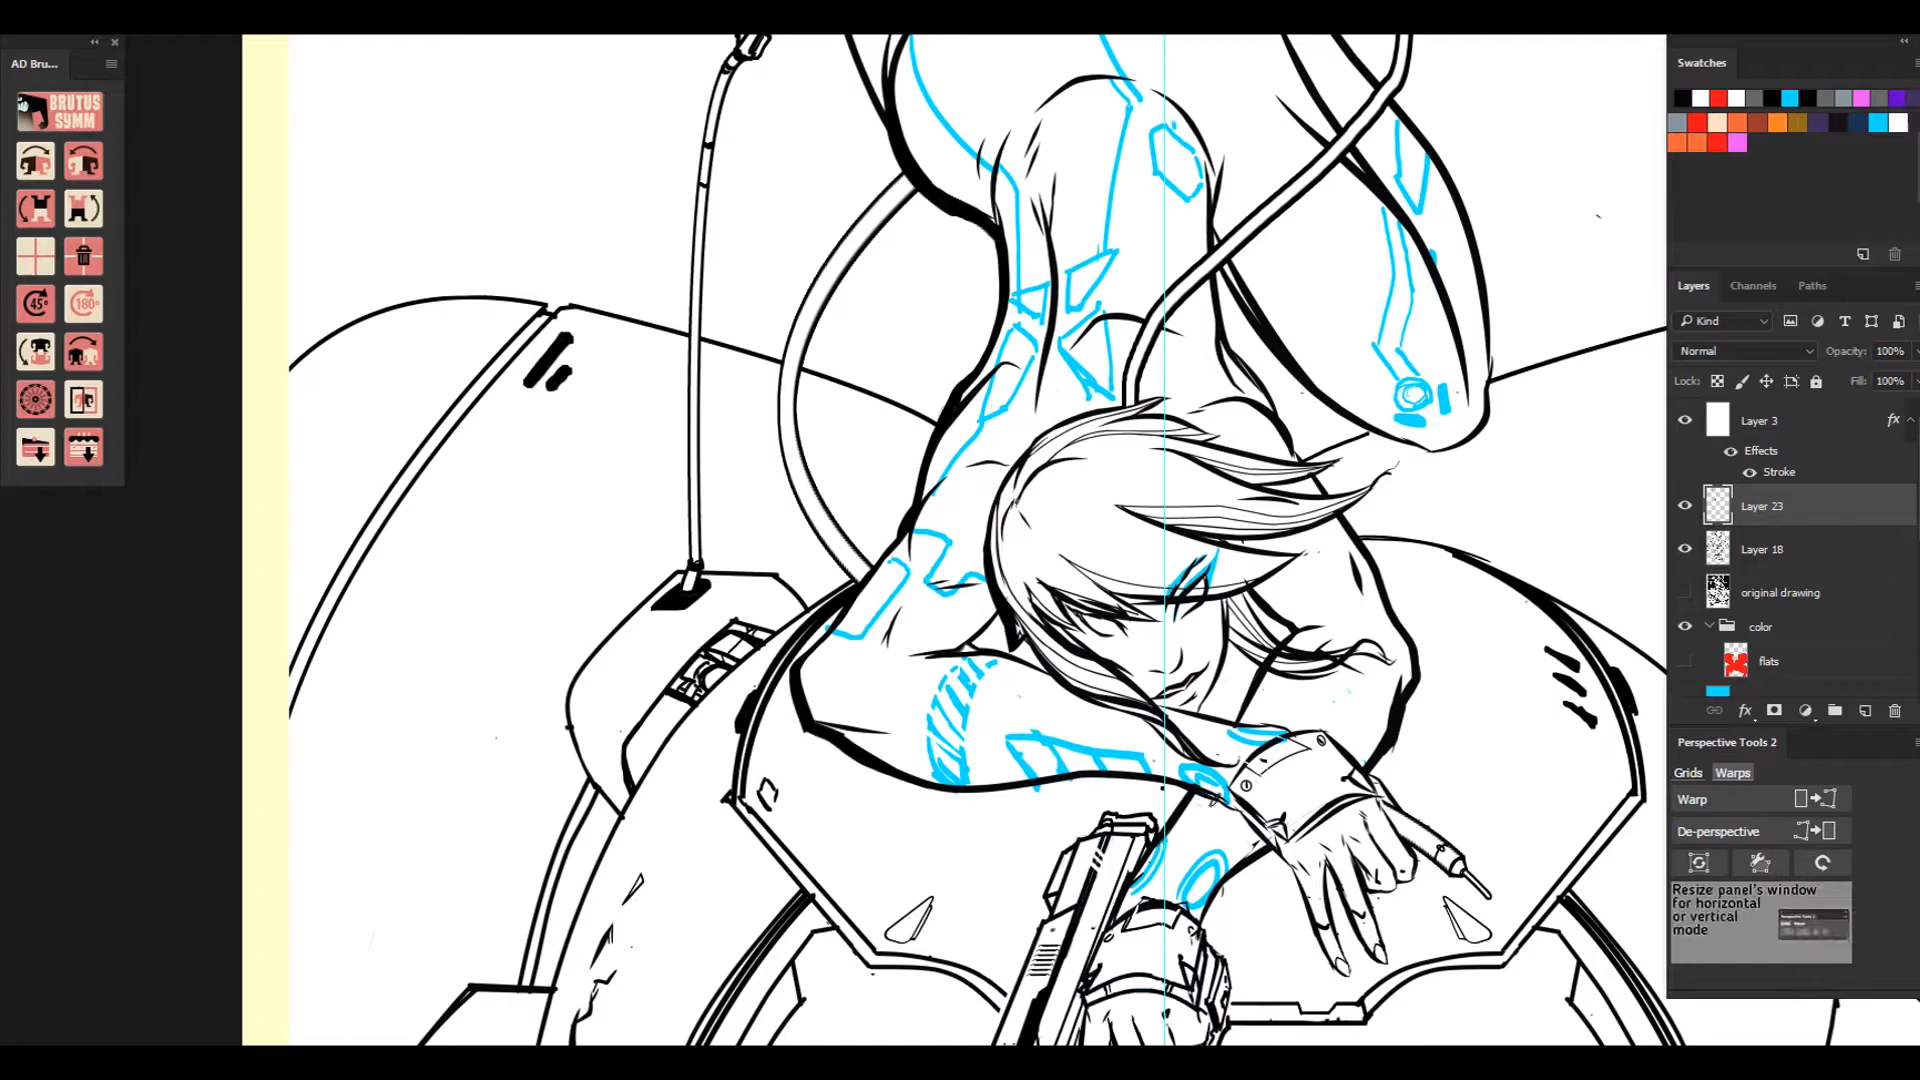 AD Bru...
BRUTUS
SYMM
45°
180°
Swatches
Layers
Channels
Paths
Kind
Normal
Opacity: 100%
Lock:
Fill: 100%
Layer 3
fx
Effects
Stroke
Layer 23
Layer 18
original drawing
color
flats
fx
Perspective Tools 2
Grids
Warps
Warp
De-perspective
Resize panel's window
for horizontal
or vertical
mode